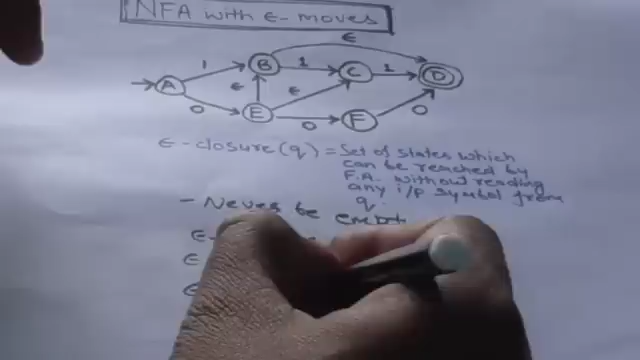 NFA with ϵ- moves
ϵ
A 1 B 1 C 1 D
ϵ ϵ
0 E 0 F 0
ϵ-closure(q) = Set of states which
can be reached by
F.A. without reading
any i/p symbol from
q.
- Never be empt
ϵ-
ϵ
ϵ